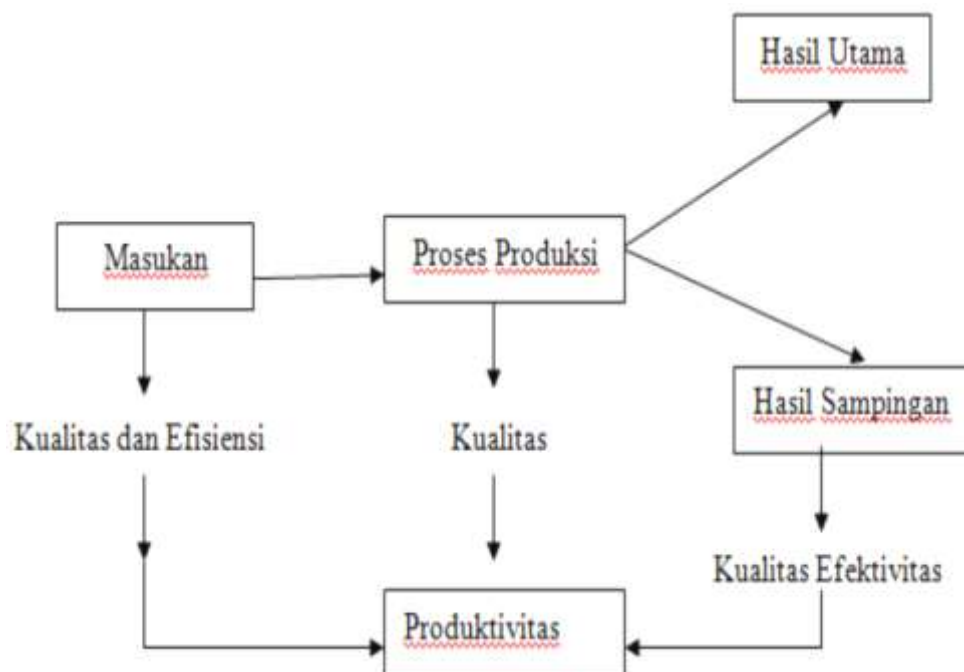 Hasil Utama
Masukan
Proses Produksi
Hasil Sampingan
Kualitas dan Efisiensi
Kualitas
Kualitas Efektivitas
Produktivitas